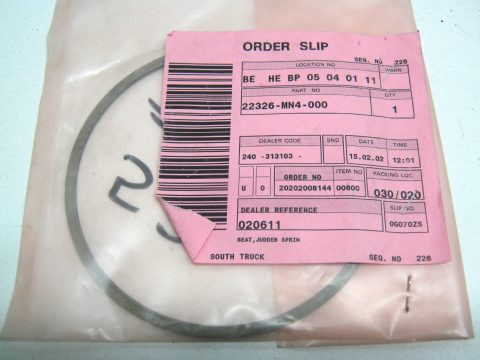 ORDER SLIP
SEQ. NO 226
LOCATION NO WARN
BE HE BP 05 04 01 11
PART NO QTY
22326-MN4-000 1
DEALER CODE SND DATE TIME
240 -313103 - 15.02.02 12:01
ORDER NO ITEM NO PACKING LOC.
U 0 20202008144 00800 030/020
DEALER REFERENCE SLIP NO
020611 0G070ZS
SEAT,JUDDER SPRIN
SOUTH TRUCK SEQ. NO 226
25